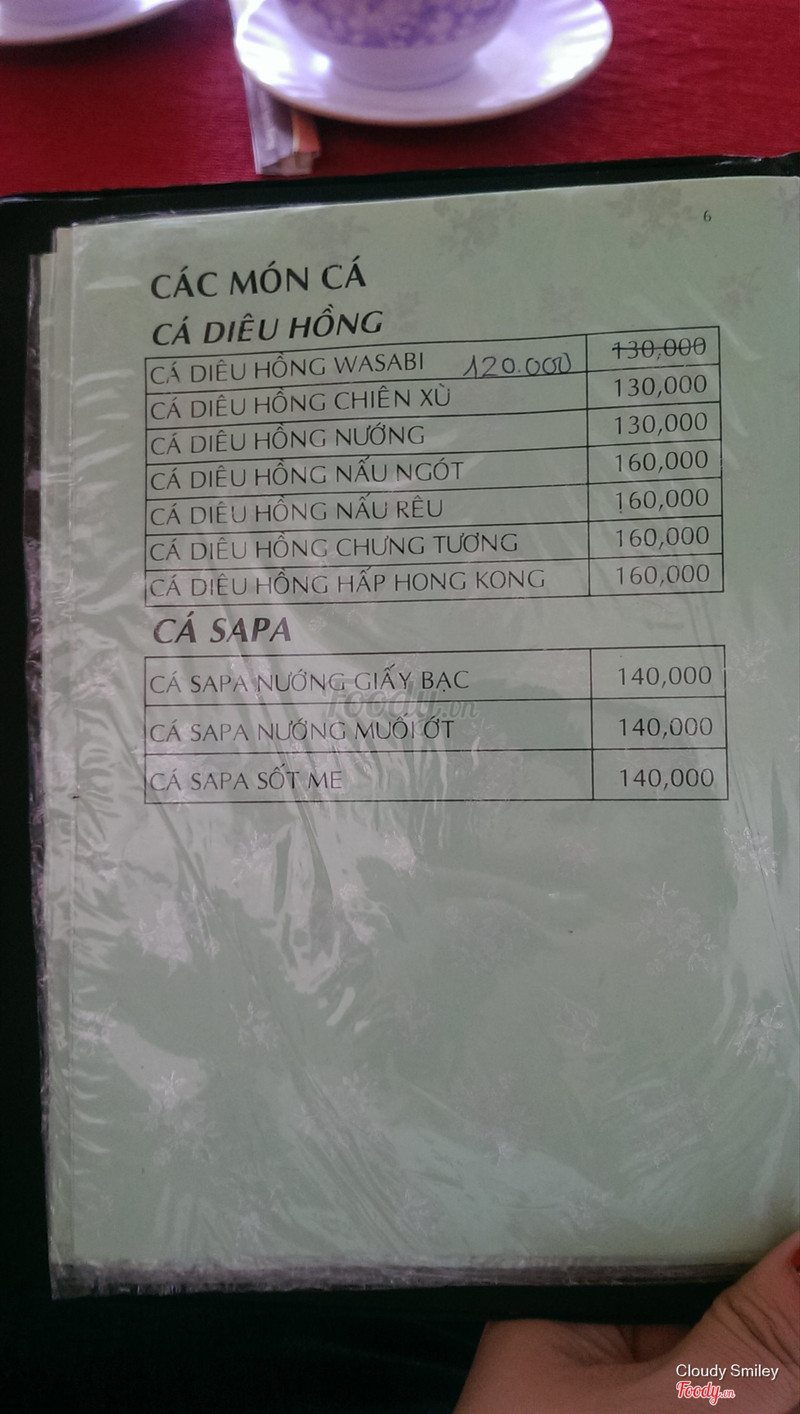 6
CÁC MÓN CÁ
CÁ DIÊU HỒNG
CÁ DIÊU HỒNG WASABI 120.000 130,000
CÁ DIÊU HỒNG CHIÊN XÙ 130,000
CÁ DIÊU HỒNG NƯỚNG 130,000
CÁ DIÊU HỒNG NẤU NGÓT 160,000
CÁ DIÊU HỒNG NẤU RÊU 160,000
CÁ DIÊU HỒNG CHƯNG TƯƠNG 160,000
CÁ DIÊU HỒNG HẤP HONG KONG 160,000
CÁ SAPA
CÁ SAPA NƯỚNG GIẤY BẠC 140,000
foody.vn
CÁ SAPA NƯỚNG MUỐI ỚT 140,000
CÁ SAPA SỐT ME 140,000
Cloudy Smiley
Foody.vn